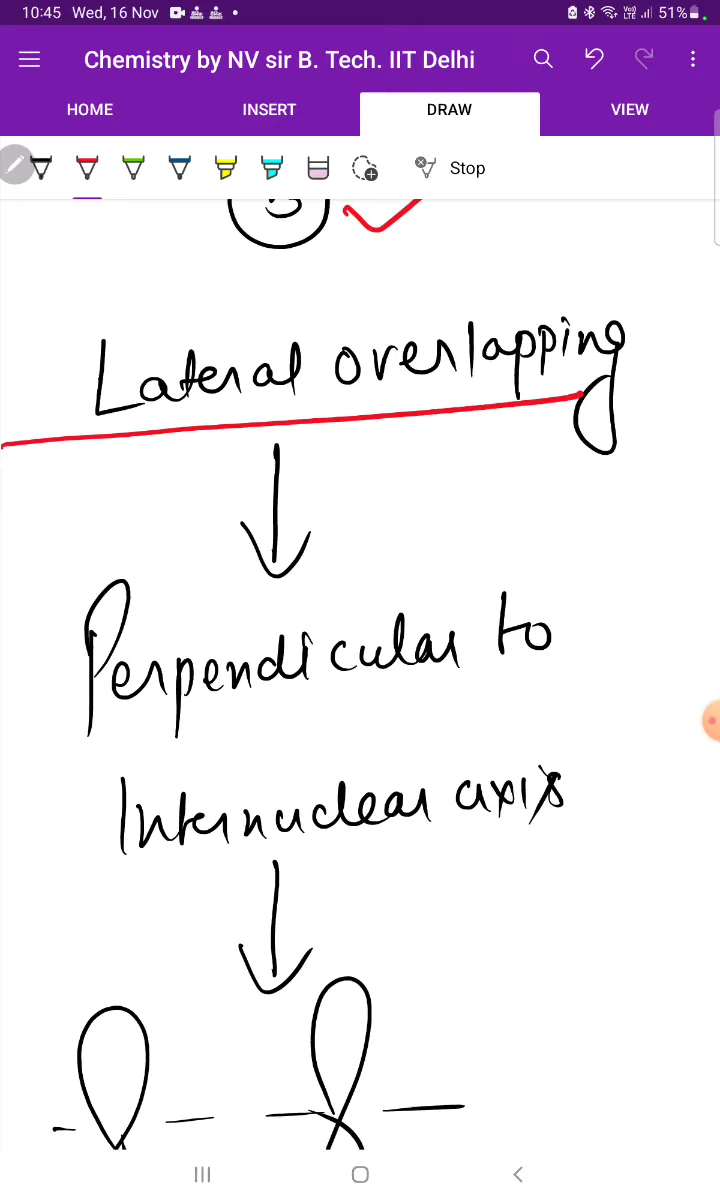 10:45 Wed, 16 Nov 51%
Chemistry by NV sir B. Tech. IIT Delhi
HOME INSERT DRAW VIEW
Stop
3
Lateral overlapping
Perpendicular to
Internuclear axis